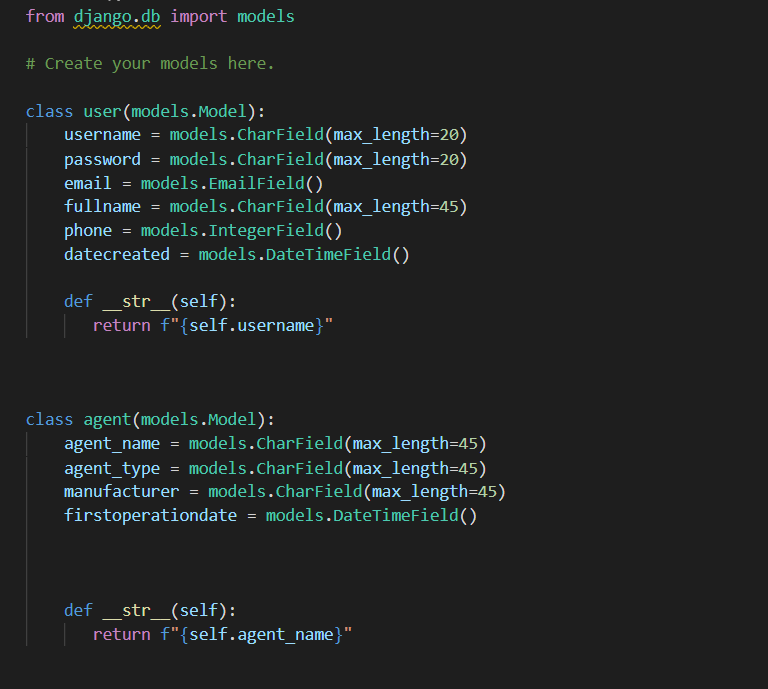 from django.db import models
# Create your models here.
class user(models.Model):
username = models.CharField(max_length=20)
password = models.CharField(max_length=20)
email = models.EmailField()
fullname = models.CharField(max_length=45)
phone = models.IntegerField()
datecreated = models.DateTimeField()
def __str__(self):
return f"{self.username}"
class agent(models.Model):
agent_name = models.CharField(max_length=45)
agent_type = models.CharField(max_length=45)
manufacturer = models.CharField(max_length=45)
firstoperationdate = models.DateTimeField()
def __str__(self):
return f"{self.agent_name}"